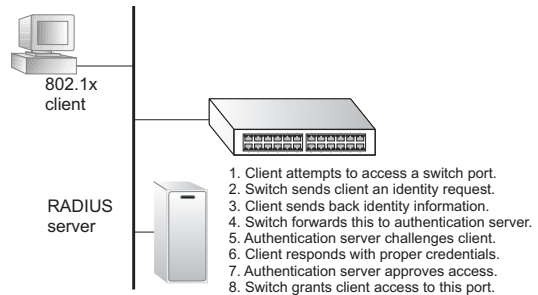 802.1x
client
1. Client attempts to access a switch port.
2. Switch sends client an identity request.
3. Client sends back identity information.
4. Switch forwards this to authentication server.
5. Authentication server challenges client.
6. Client responds with proper credentials.
7. Authentication server approves access.
8. Switch grants client access to this port.
RADIUS
server